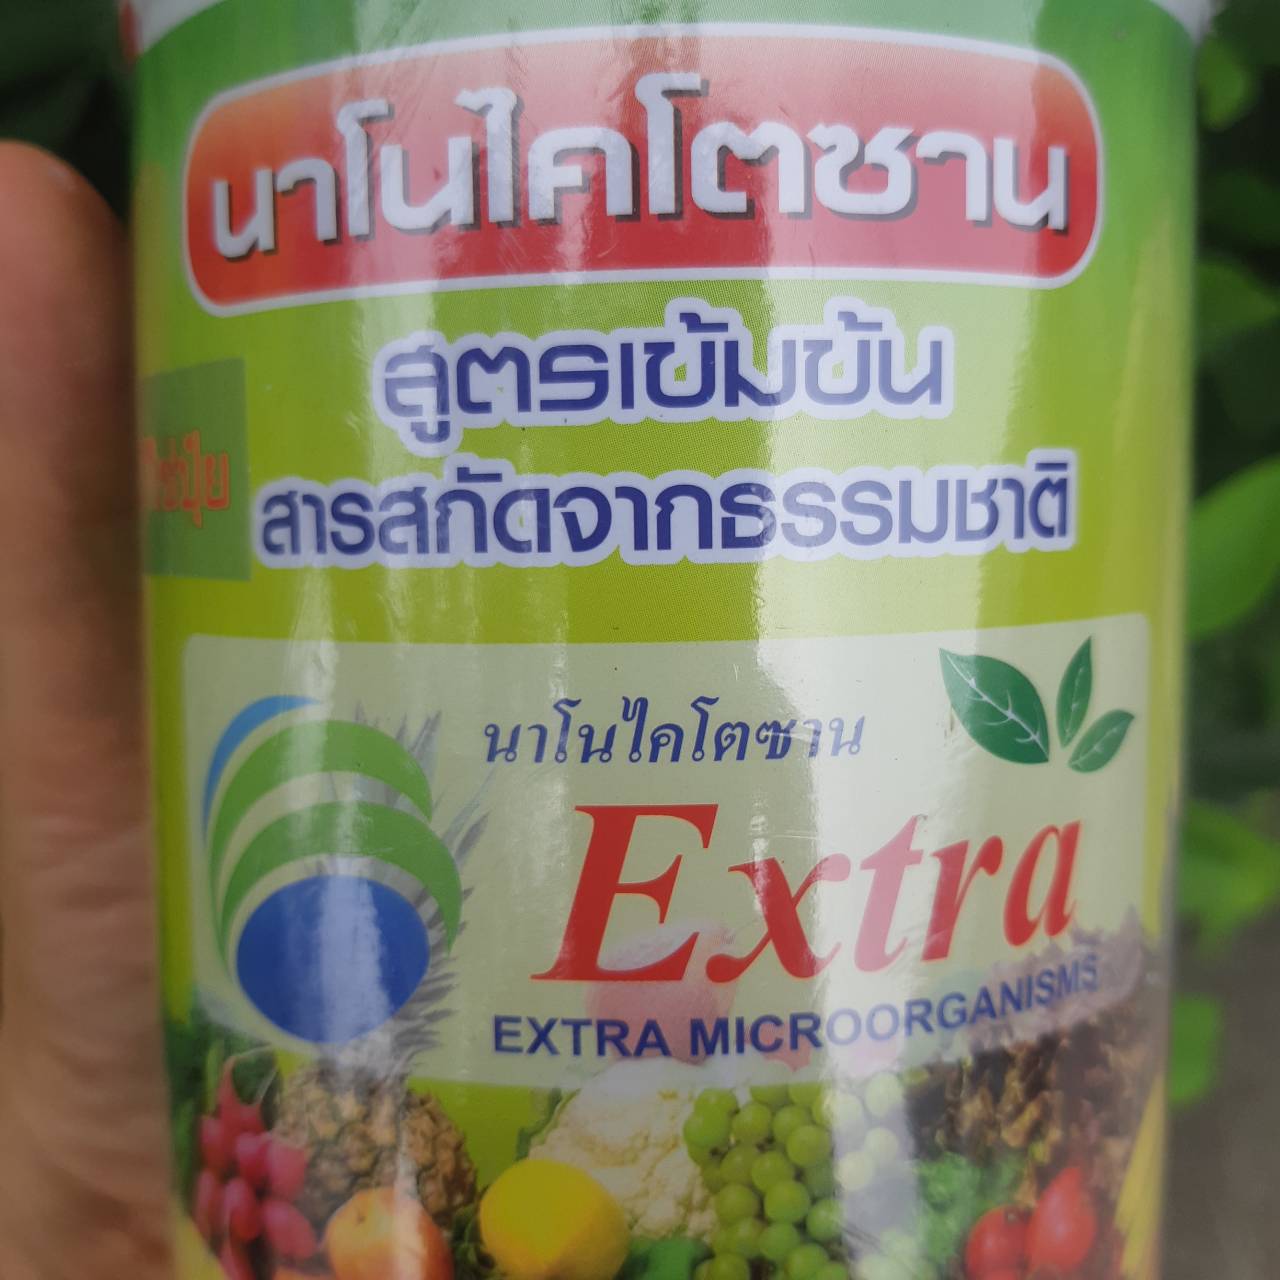 นาโนไคโตซาน
สูตรเข้มข้น
สารสกัดจากธรรมชาติ
นาโนไคโตซาน
Extra
EXTRA MICROORGANISMS